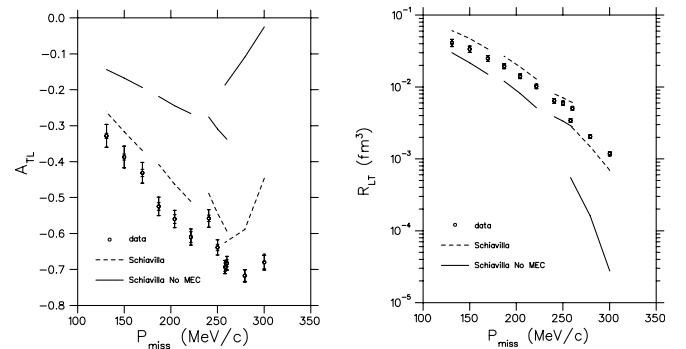 0.0
−0.1
−0.2
−0.3
−0.4
−0.5
−0.6
−0.7
−0.8
A_TL
data
Schiavilla
Schiavilla No MEC
100 150 200 250 300 350
P_miss (MeV/c)
10⁻¹
10⁻²
10⁻³
10⁻⁴
10⁻⁵
R_LT (fm³)
data
Schiavilla
Schiavilla No MEC
100 150 200 250 300 350
P_miss (MeV/c)